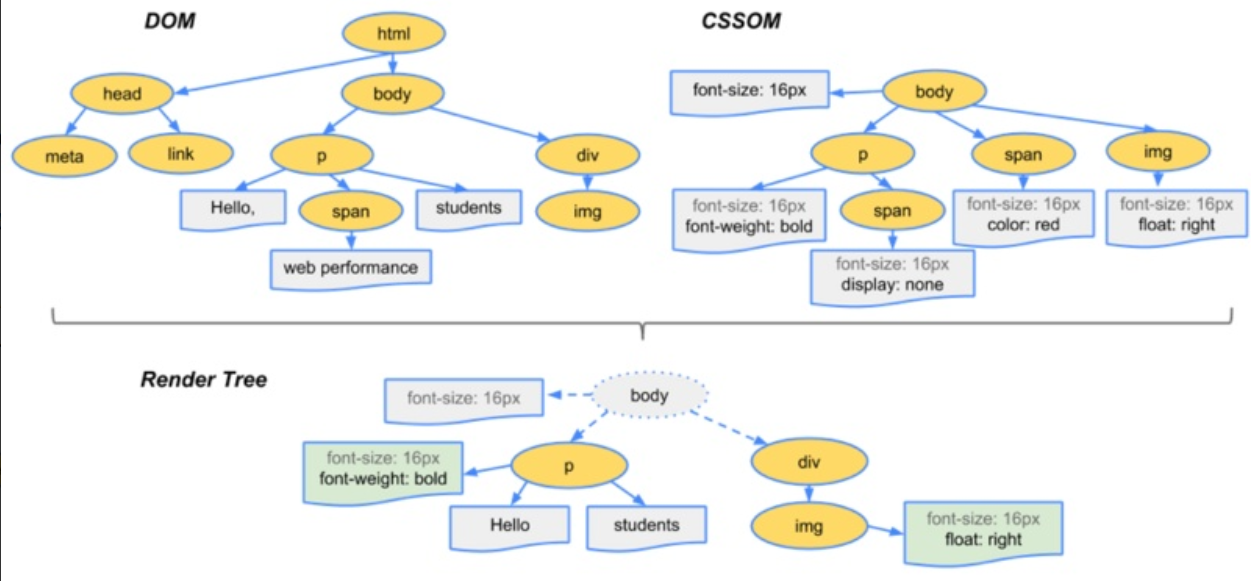 DOM
CSSOM
html
head
body
font-size: 16px
body
meta
link
p
div
p
span
img
Hello,
span
students
img
font-size: 16px
font-weight: bold
span
font-size: 16px
color: red
font-size: 16px
float: right
web performance
font-size: 16px
display: none
Render Tree
font-size: 16px
body
font-size: 16px
font-weight: bold
p
div
Hello
students
img
font-size: 16px
float: right